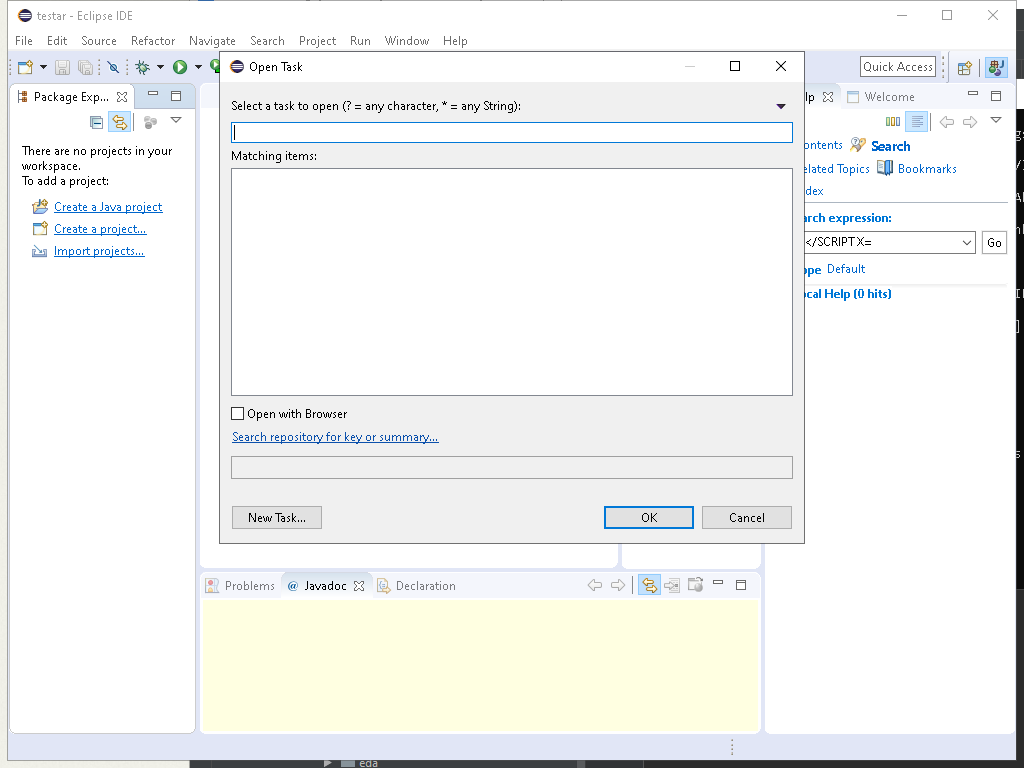 testar - Eclipse IDE
File Edit Source Refactor Navigate Search Project Run Window Help
Quick Access
Package Exp...
There are no projects in your
workspace.
To add a project:
Create a Java project
Create a project...
Import projects...
Open Task
Select a task to open (? = any character, * = any String):
Matching items:
Open with Browser
Search repository for key or summary...
New Task...
OK
Cancel
lp
Welcome
ontents
Search
elated Topics
Bookmarks
dex
arch expression:
</SCRIPTX=
Go
ope Default
ocal Help (0 hits)
Problems
@ Javadoc
Declaration
eda